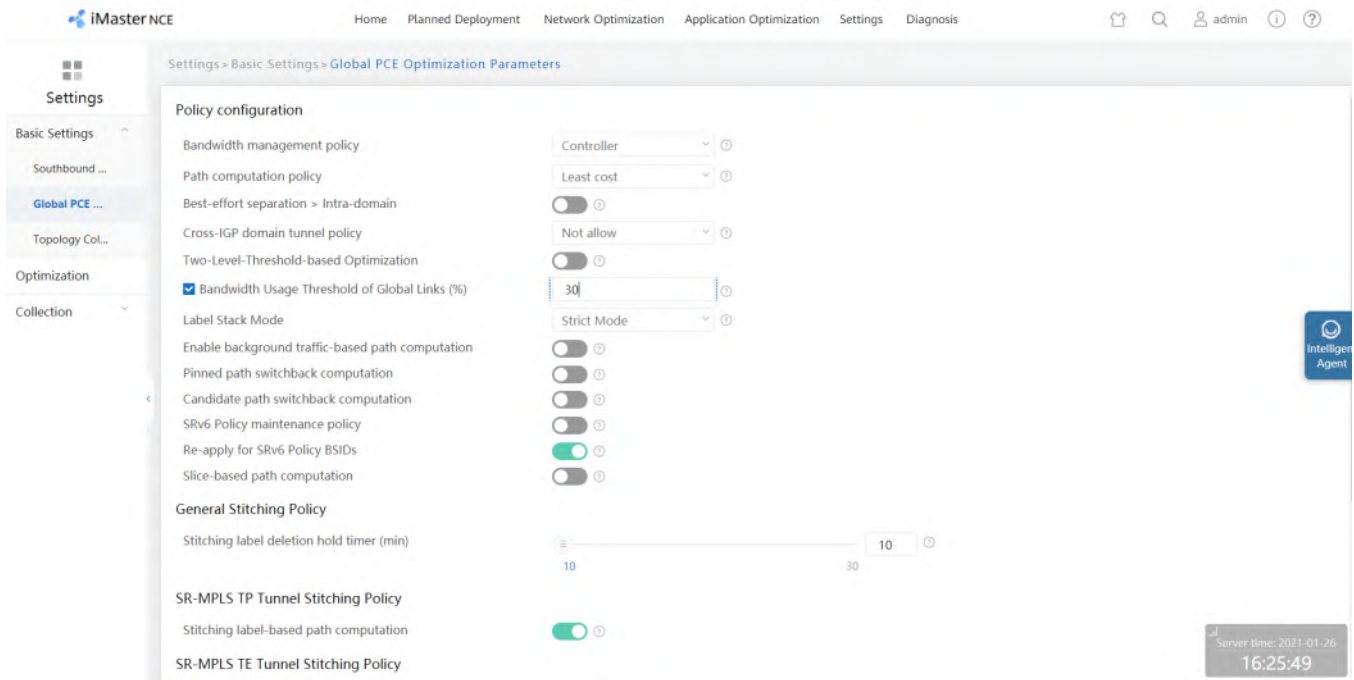 iMaster NCE
Home Planned Deployment Network Optimization Application Optimization Settings Diagnosis admin
Settings > Basic Settings > Global PCE Optimization Parameters
Settings
Basic Settings
Southbound ...
Global PCE ...
Topology Col...
Optimization
Collection
Policy configuration
Bandwidth management policy Controller
Path computation policy Least cost
Best-effort separation > Intra-domain
Cross-IGP domain tunnel policy Not allow
Two-Level-Threshold-based Optimization
Bandwidth Usage Threshold of Global Links (%) 30
Label Stack Mode Strict Mode
Enable background traffic-based path computation
Pinned path switchback computation
Candidate path switchback computation
SRv6 Policy maintenance policy
Re-apply for SRv6 Policy BSIDs
Slice-based path computation
General Stitching Policy
Stitching label deletion hold timer (min) 10
10 30
SR-MPLS TP Tunnel Stitching Policy
Stitching label-based path computation
SR-MPLS TE Tunnel Stitching Policy
Intelligen
Agent
Server time: 2021-01-26
16:25:49